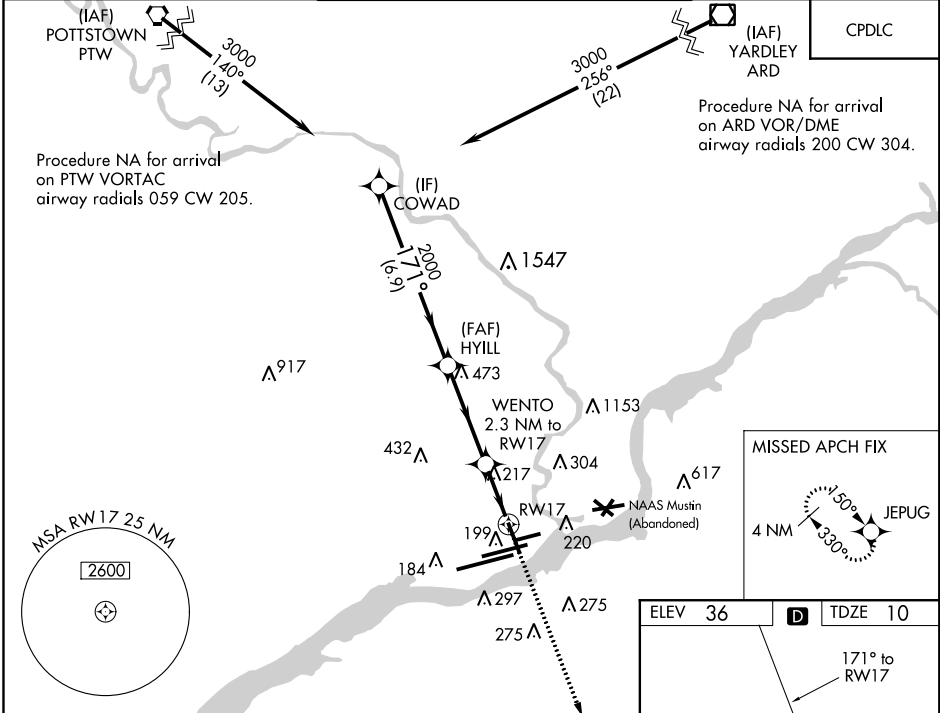 (IAF)
POTTSTOWN
PTW
3000
140°
(13)
3000
256°
(22)
(IAF)
YARDLEY
ARD
CPDLC
Procedure NA for arrival
on ARD VOR/DME
airway radials 200 CW 304.
Procedure NA for arrival
on PTW VORTAC
airway radials 059 CW 205.
(IF)
COWAD
2000
171°
(6.9)
1547
(FAF)
HYILL
917
473
WENTO
2.3 NM to
RW17
1153
432
217
304
617
RW17
NAAS Mustin
(Abandoned)
199
220
184
297
275
275
MSA RW17 25 NM
2600
MISSED APCH FIX
4 NM
150°
330°
JEPUG
ELEV 36
D
TDZE 10
171° to
RW17